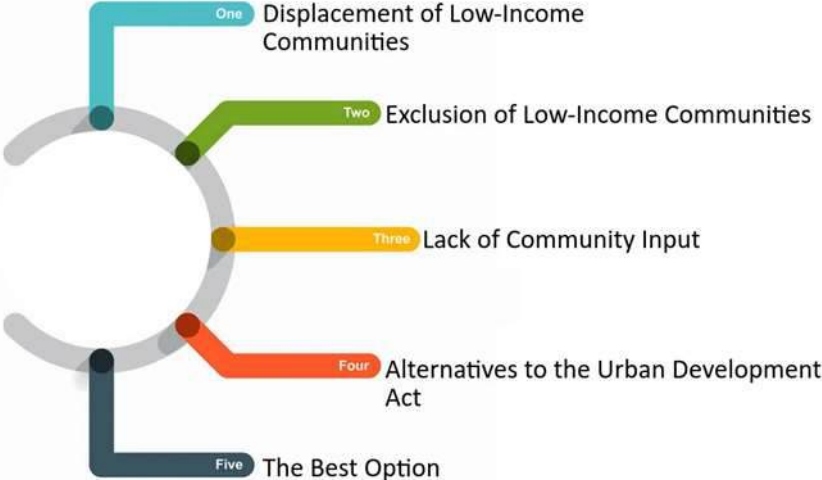 One
Displacement of Low-Income
Communities
Two
Exclusion of Low-Income Communities
Three
Lack of Community Input
Four
Alternatives to the Urban Development
Act
Five
The Best Option